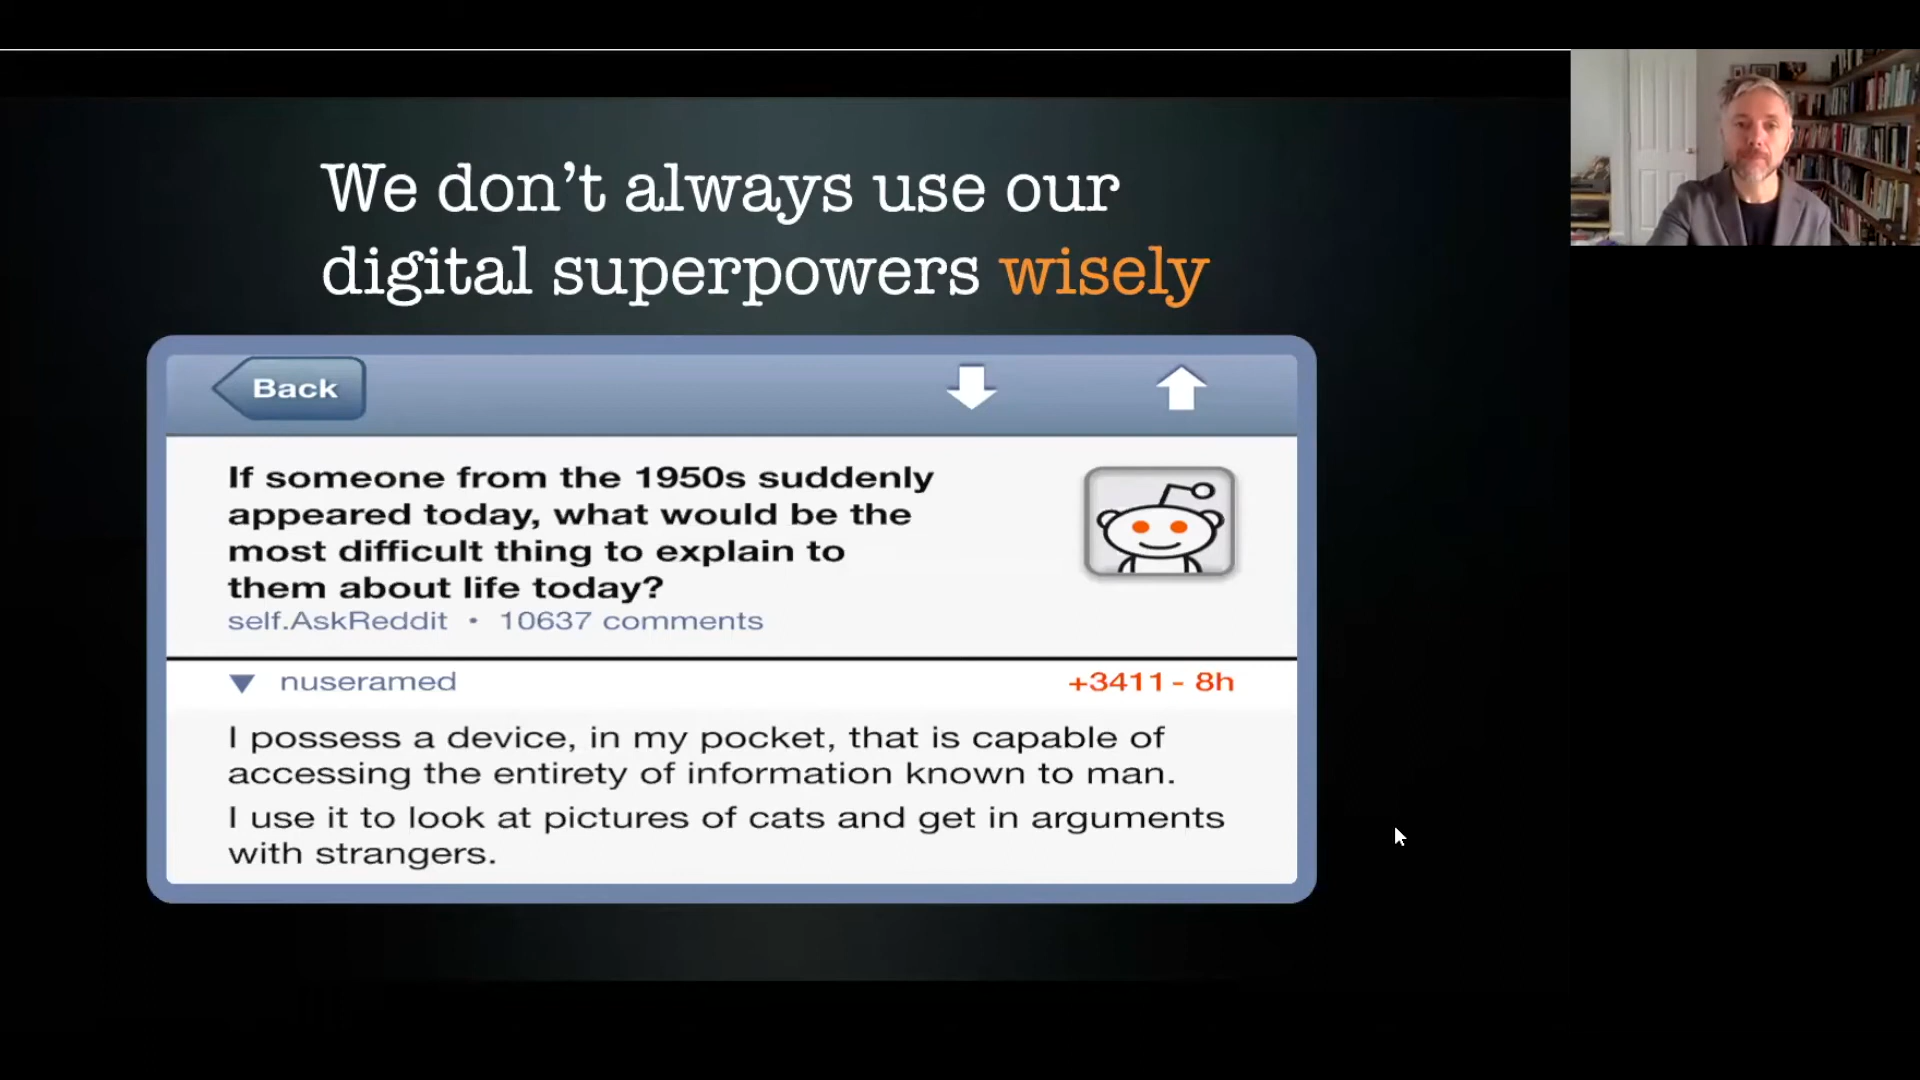 We don’t always use our
digital superpowers wisely
Back
If someone from the 1950s suddenly
appeared today, what would be the
most difficult thing to explain to
them about life today?
self.AskReddit • 10637 comments
nuseramed +3411 - 8h
I possess a device, in my pocket, that is capable of
accessing the entirety of information known to man.
I use it to look at pictures of cats and get in arguments
with strangers.